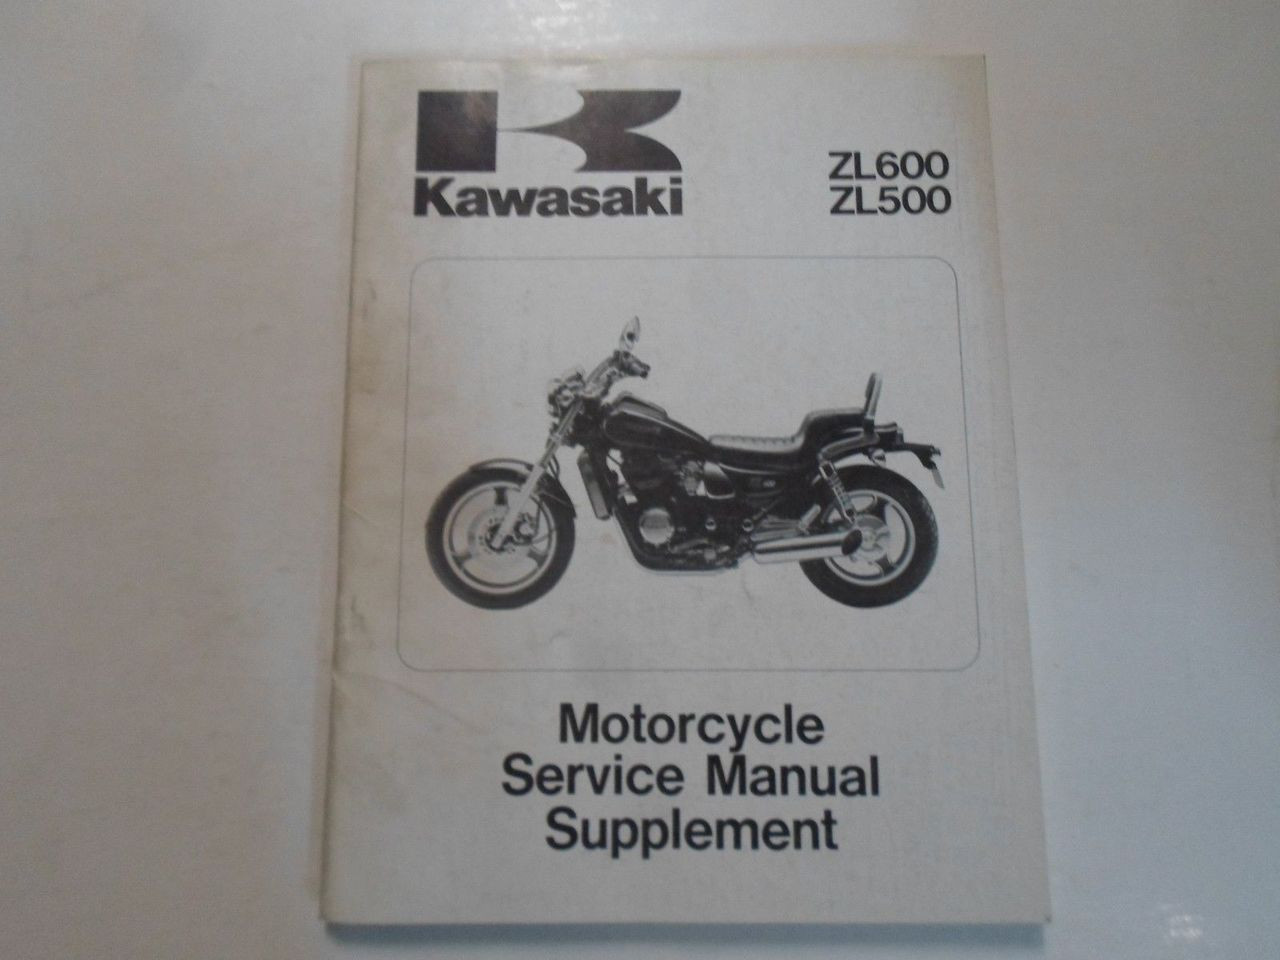 Kawasaki
ZL600
ZL500
Motorcycle
Service Manual
Supplement